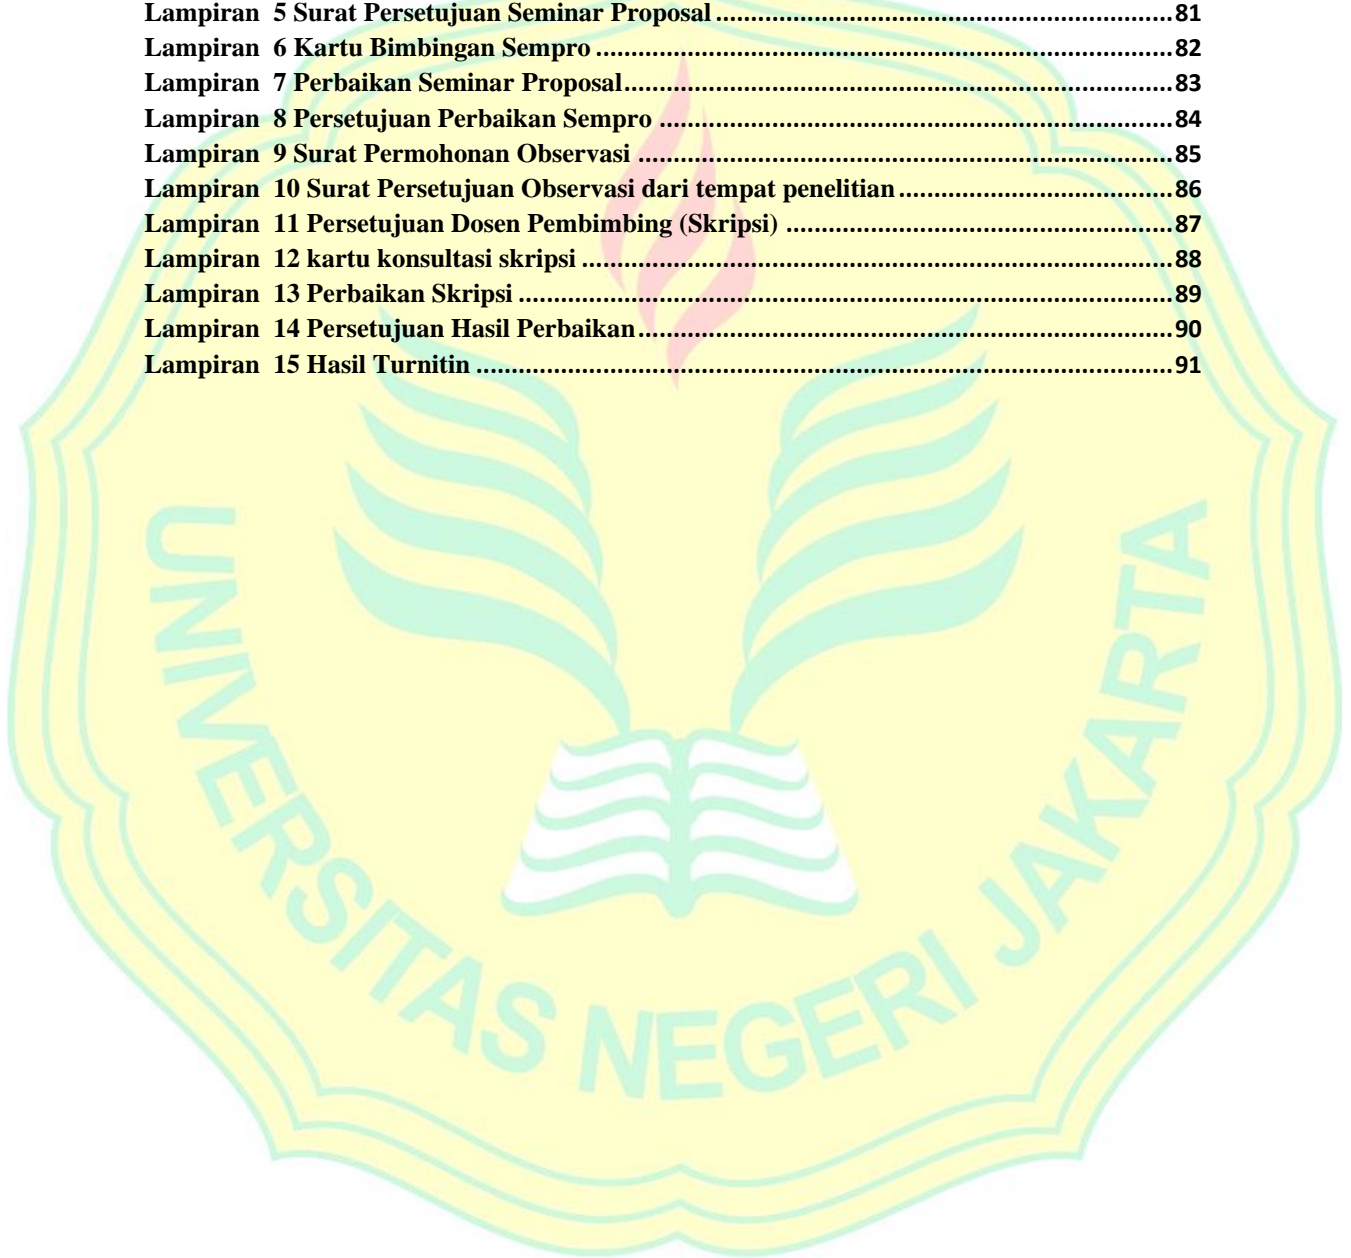 Lampiran  5 Surat Persetujuan Seminar Proposal ........................................................................ 81
Lampiran  6 Kartu Bimbingan Sempro ........................................................................................... 82
Lampiran  7 Perbaikan Seminar Proposal....................................................................................... 83
Lampiran  8 Persetujuan Perbaikan Sempro ................................................................................. 84
Lampiran  9 Surat Permohonan Observasi .................................................................................... 85
Lampiran  10 Surat Persetujuan Observasi dari tempat penelitian ........................................... 86
Lampiran  11 Persetujuan Dosen Pembimbing (Skripsi) ............................................................. 87
Lampiran  12 kartu konsultasi skripsi ............................................................................................. 88
Lampiran  13 Perbaikan Skripsi ....................................................................................................... 89
Lampiran  14 Persetujuan Hasil Perbaikan.................................................................................... 90
Lampiran  15 Hasil Turnitin .............................................................................................................. 91
UNIVERSITAS NEGERI JAKARTA